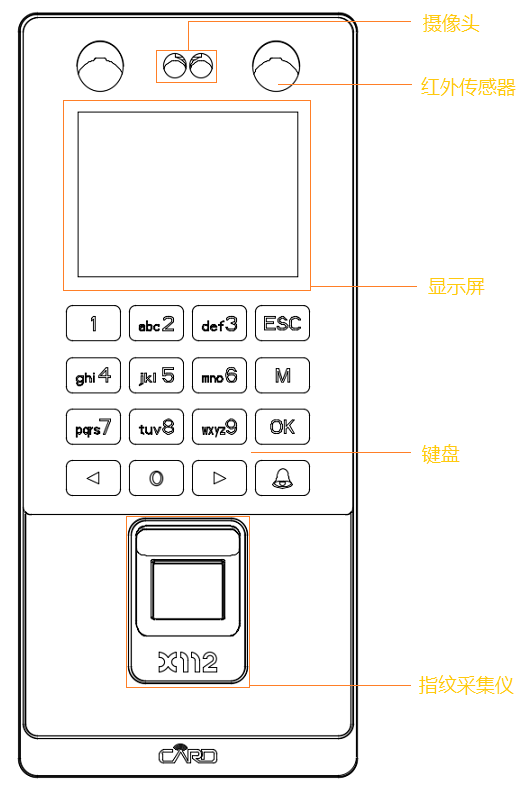 摄像头
红外传感器
显示屏
1 abc2 def3 ESC
ghi4 jkl5 mno6 M
pqrs7 tuv8 wxyz9 OK
键盘
0
X112
指纹采集仪
CARD